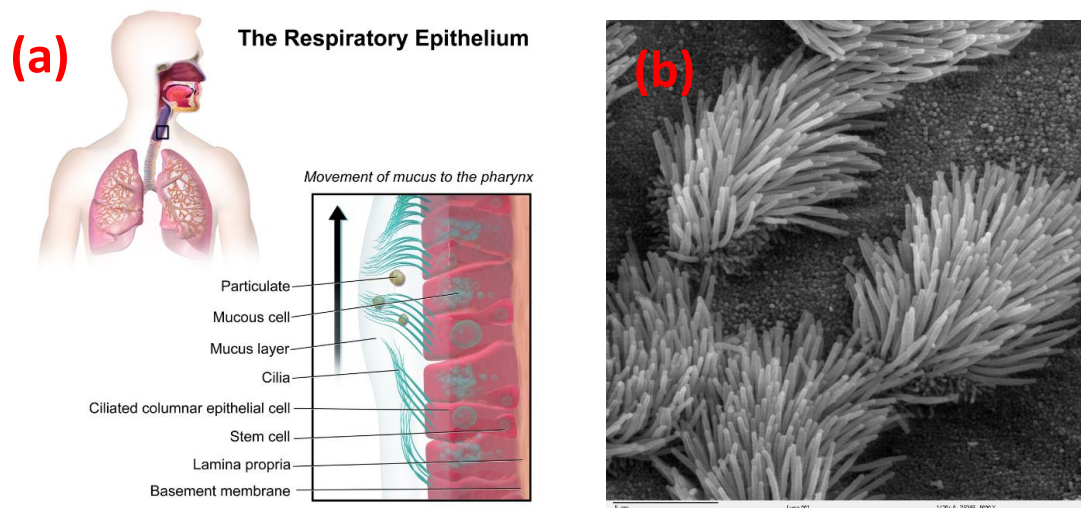 (a)
The Respiratory Epithelium
Movement of mucus to the pharynx
Particulate
Mucous cell
Mucus layer
Cilia
Ciliated columnar epithelial cell
Stem cell
Lamina propria
Basement membrane
(b)